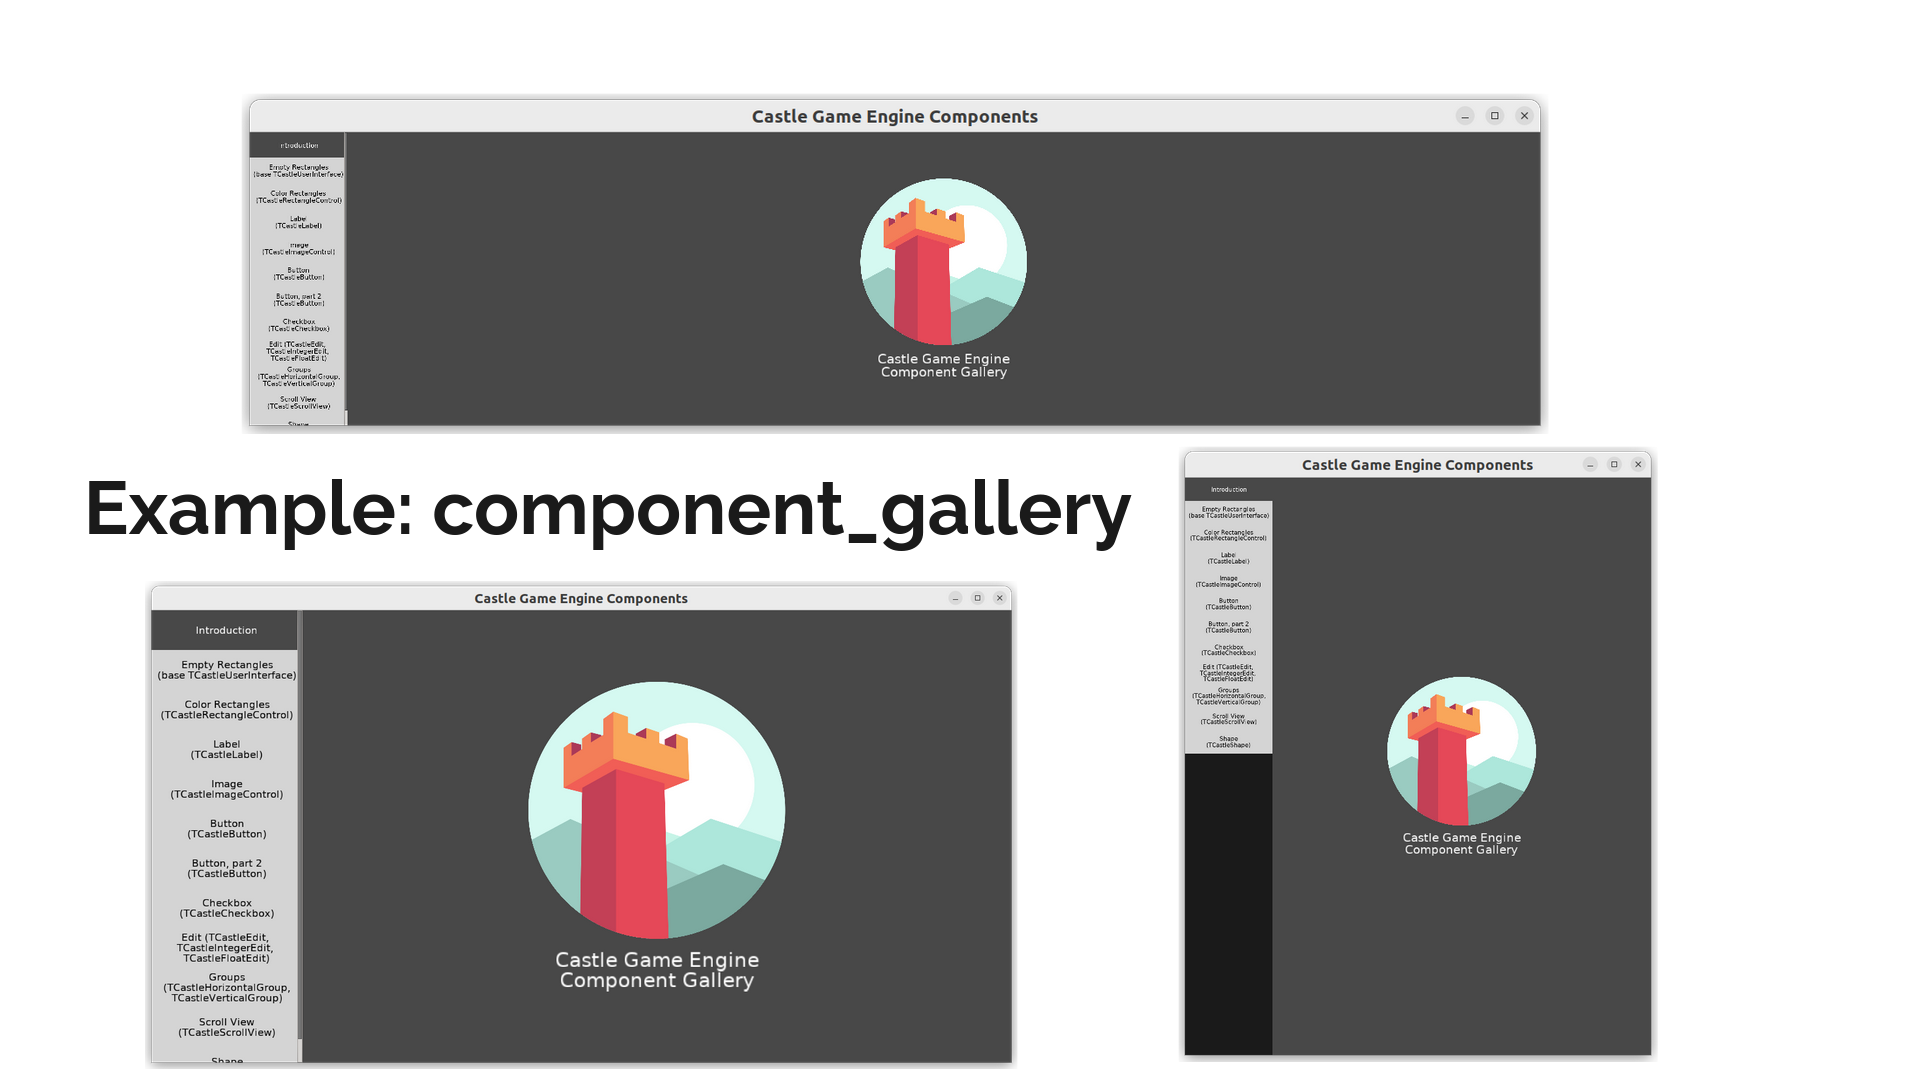 Castle Game Engine Components
ntroduction
Empty Rectangles
(base TCastleUserInterface)
Color Rectangles
(TCastleRectangleControl)
Label
(TCastleLabel)
Image
(TCastleImageControl)
Button
(TCastleButton)
Button, part 2
(TCastleButton)
Checkbox
(TCastleCheckbox)
Edit (TCastleEdit,
TCastleIntegerEdit,
TCastleFloatEdit)
Groups
(TCastleHorizontalGroup,
TCastleVerticalGroup)
Scroll View
(TCastleScrollView)
Shape
Castle Game Engine
Component Gallery
Example: component_gallery
Castle Game Engine Components
Introduction
Empty Rectangles
(base TCastleUserInterface)
Color Rectangles
(TCastleRectangleControl)
Label
(TCastleLabel)
Image
(TCastleImageControl)
Button
(TCastleButton)
Button, part 2
(TCastleButton)
Checkbox
(TCastleCheckbox)
Edit (TCastleEdit,
TCastleIntegerEdit,
TCastleFloatEdit)
Groups
(TCastleHorizontalGroup,
TCastleVerticalGroup)
Scroll View
(TCastleScrollView)
Shape
Castle Game Engine
Component Gallery
Castle Game Engine Components
Introduction
Empty Rectangles
(base TCastleUserInterface)
Color Rectangles
(TCastleRectangleControl)
Label
(TCastleLabel)
Image
(TCastleImageControl)
Button
(TCastleButton)
Button, part 2
(TCastleButton)
Checkbox
(TCastleCheckbox)
Edit (TCastleEdit,
TCastleIntegerEdit,
TCastleFloatEdit)
Groups
(TCastleHorizontalGroup,
TCastleVerticalGroup)
Scroll View
(TCastleScrollView)
Shape
(TCastleShape)
Castle Game Engine
Component Gallery